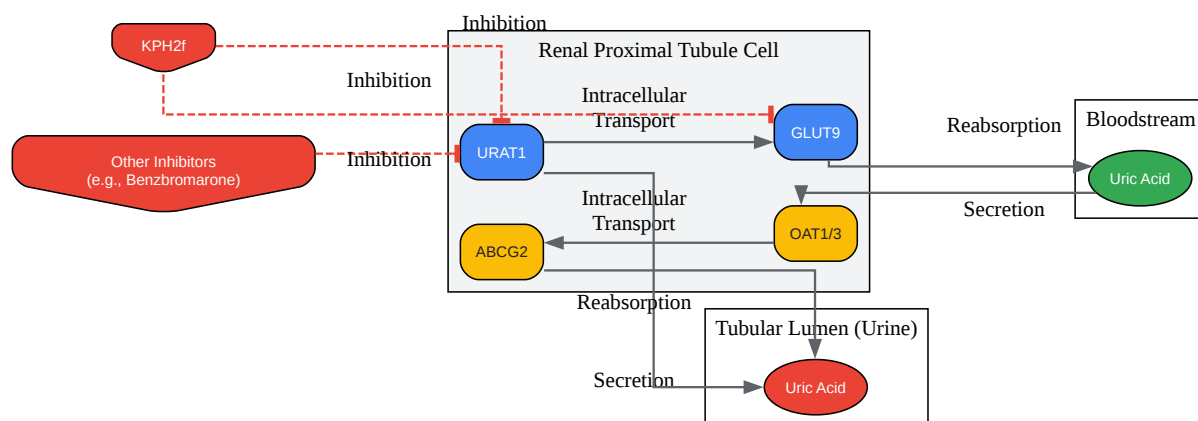 Inhibition
KPH2f
Renal Proximal Tubule Cell
Inhibition
Intracellular
Transport
Other Inhibitors
(e.g., Benzbromarone)
Inhibition
URAT1
GLUT9
Reabsorption
Bloodstream
Uric Acid
Intracellular
Transport
Secretion
ABCG2
OAT1/3
Reabsorption
Tubular Lumen (Urine)
Secretion
Uric Acid